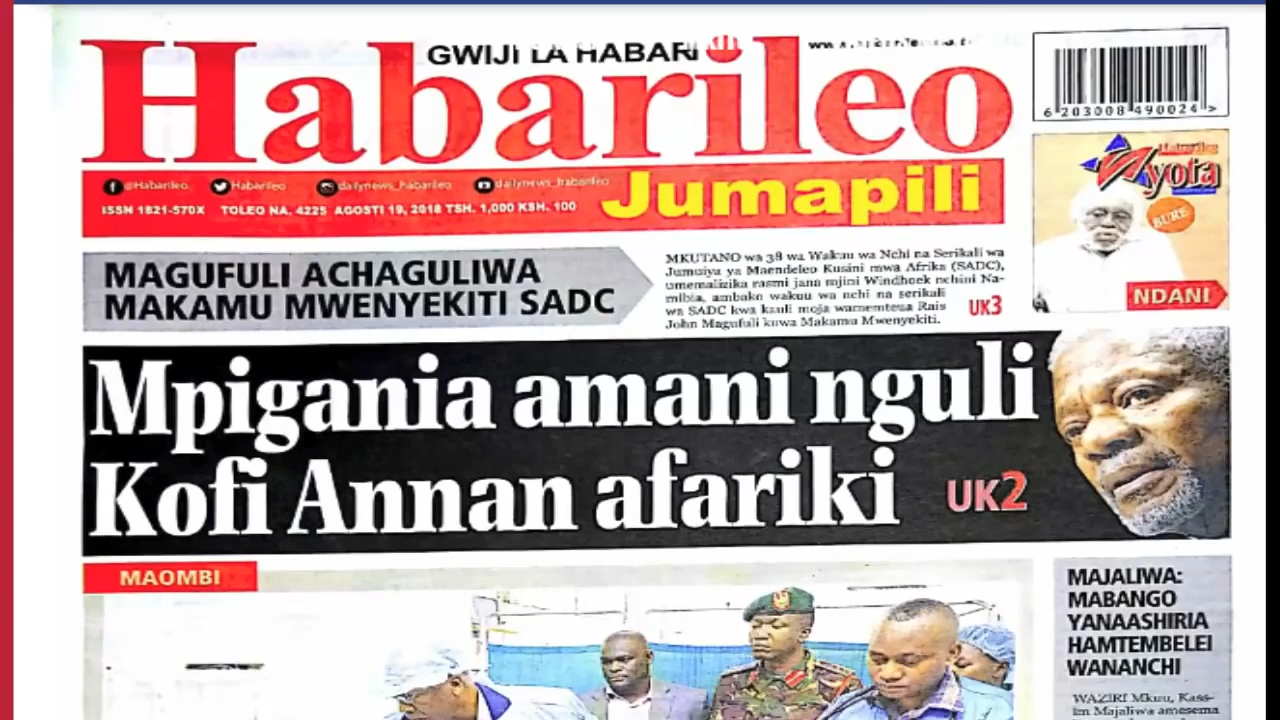 GWIJI LA HABARI
Habarileo
Jumapili
@Habarileo Habarileo dailynews_habarileo dailynews_habarileo
ISSN 1821-570X TOLEO NA. 4225 AGOSTI 19, 2018 TSH. 1,000 KSH. 100
6 203008 490024 >
Nyota
BURE
NDANI
MAGUFULI ACHAGULIWA
MAKAMU MWENYEKITI SADC
MKUTANO wa 38 wa Wakuu wa Nchi na Serikali wa
Jumuiya ya Maendeleo Kusini mwa Afrika (SADC),
umemalizika rasmi jana mjini Windhoek nchini Na-
mibia, ambako wakuu wa nchi na serikali
wa SADC kwa kauli moja wamemteua Rais
John Magufuli kuwa Makamu Mwenyekiti.
UK3
Mpigania amani nguli
Kofi Annan afariki UK2
MAOMBI
MAJALIWA:
MABANGO
YANAASHIRIA
HAMTEMBELEI
WANANCHI
WAZIRI Mkuu, Kass-
im Majaliwa amesema